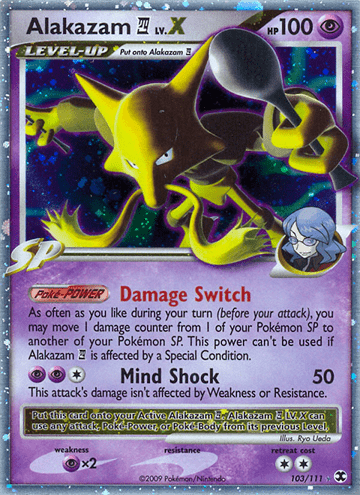 Alakazam LV.X HP100
LEVEL-UP Put onto Alakazam
SP
Poké-POWER Damage Switch
As often as you like during your turn (before your attack), you
may move 1 damage counter from 1 of your Pokémon SP to
another of your Pokémon SP. This power can't be used if
Alakazam is affected by a Special Condition.
Mind Shock 50
This attack's damage isn't affected by Weakness or Resistance.
Put this card onto your Active Alakazam . Alakazam LV.X can
use any attack, Poké-Power, or Poké-Body from its previous Level.
Illus. Ryo Ueda
weakness resistance retreat cost
×2
©2009 Pokémon/Nintendo 103/111